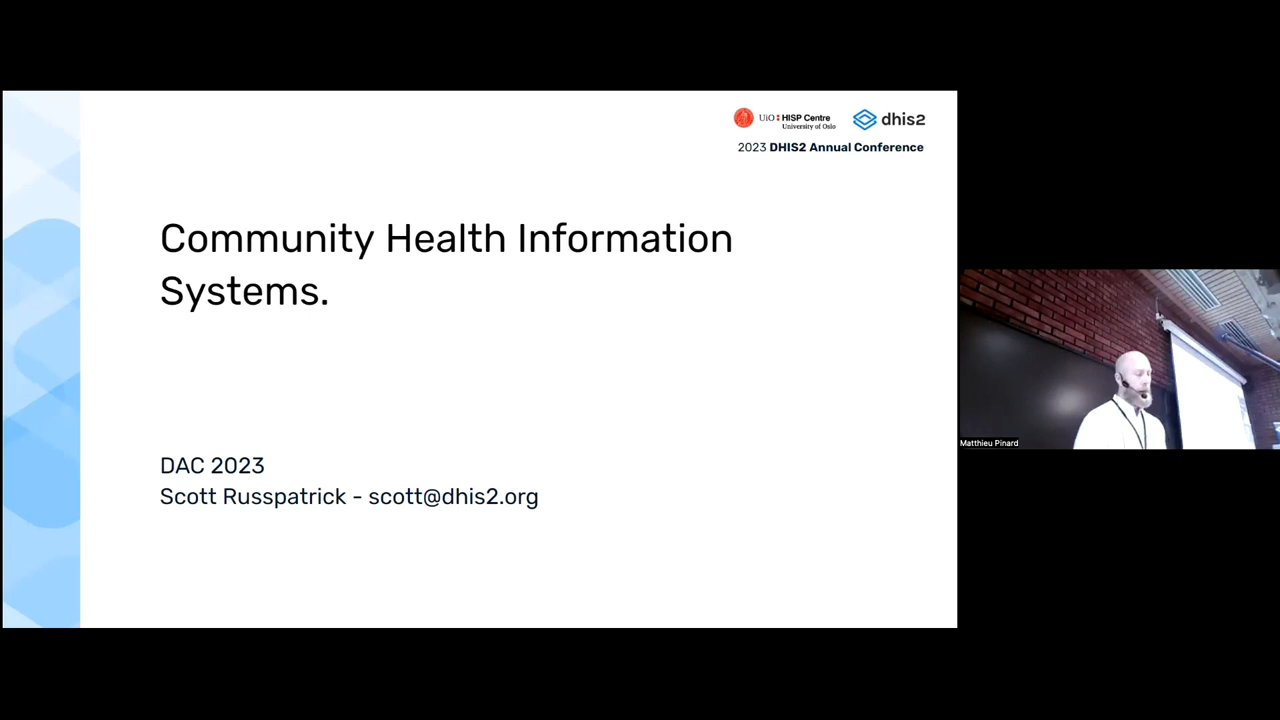 UiO HISP Centre
University of Oslo
dhis2
2023 DHIS2 Annual Conference
Community Health Information
Systems.
DAC 2023
Scott Russpatrick - scott@dhis2.org
Matthieu Pinard